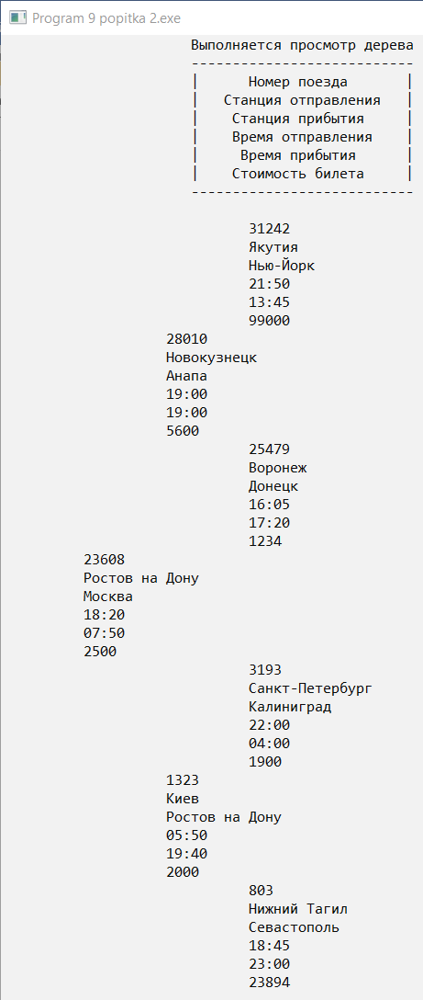 Program 9 popitka 2.exe
Выполняется просмотр дерева
---------------------------
| Номер поезда |
| Станция отправления |
| Станция прибытия |
| Время отправления |
| Время прибытия |
| Стоимость билета |
---------------------------
31242
Якутия
Нью-Йорк
21:50
13:45
99000
28010
Новокузнецк
Анапа
19:00
19:00
5600
25479
Воронеж
Донецк
16:05
17:20
1234
23608
Ростов на Дону
Москва
18:20
07:50
2500
3193
Санкт-Петербург
Калиниград
22:00
04:00
1900
1323
Киев
Ростов на Дону
05:50
19:40
2000
803
Нижний Тагил
Севастополь
18:45
23:00
23894